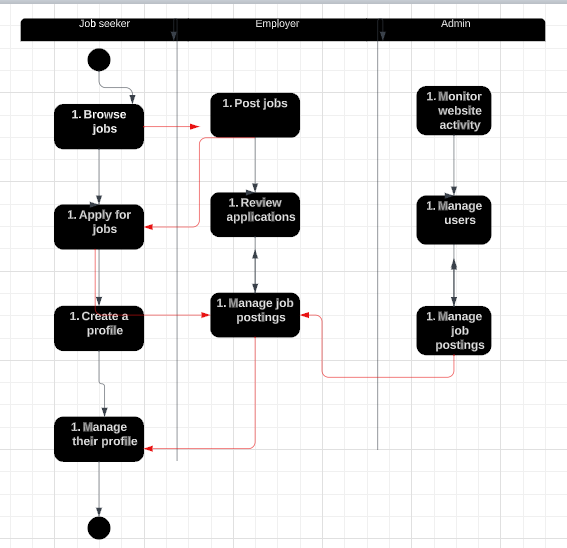 Job seeker
Employer
Admin
1. Browse
jobs
1. Post jobs
1. Monitor
website
activity
1. Apply for
jobs
1. Review
applications
1. Manage
users
1. Create a
profile
1. Manage job
postings
1. Manage
job
postings
1. Manage
their profile